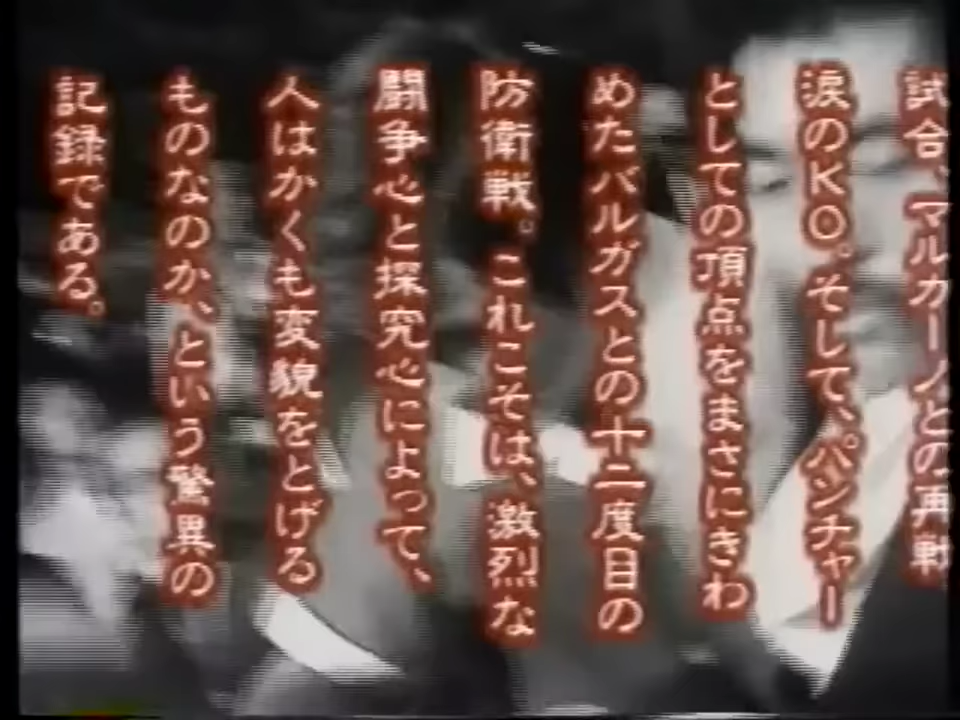 試合、マルカーノとの再戦
涙のKO。そして、パンチャー
としての頂点をまさにきわ
めたバルガスとの十二度目の
防衛戦。これこそは、激烈な
闘争心と探究心によって、
人はかくも変貌をとげる
ものなのか、という驚異の
記録である。